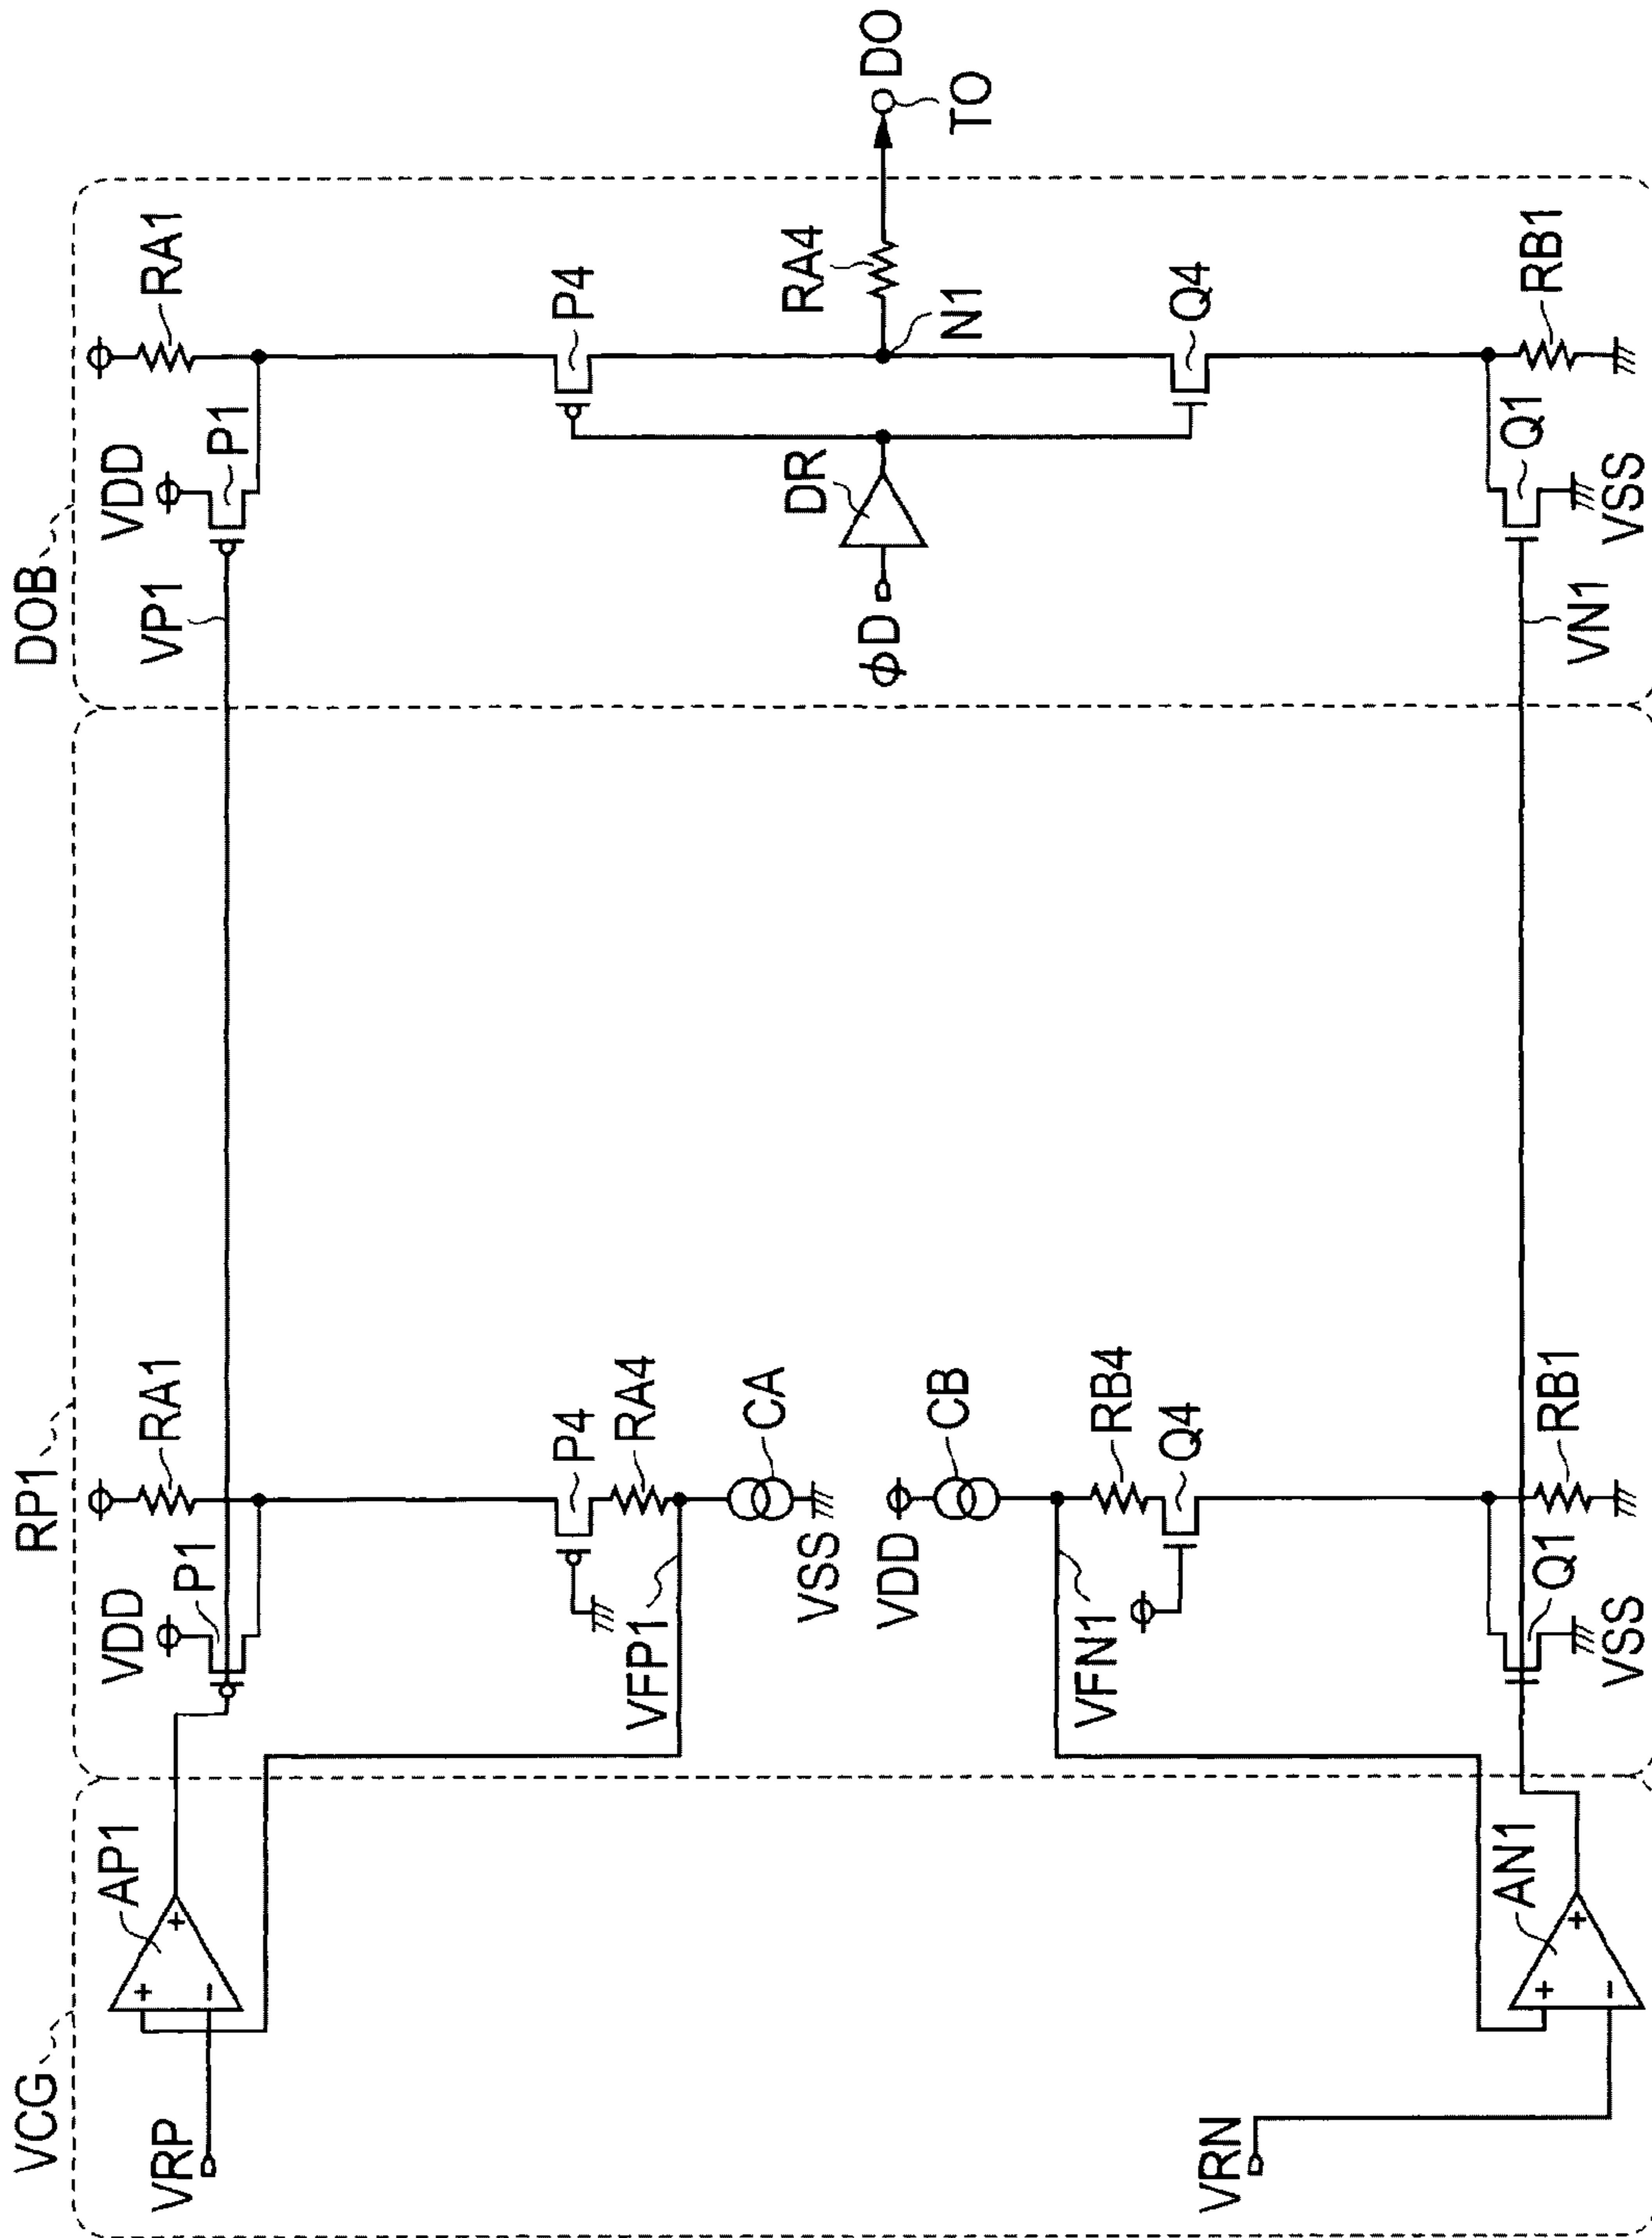 VCG
RP1
DOB
AP1
+
−
+
VRP
VRN
AN1
+
−
+
VDD
P1
RA1
P4
RA4
VFP1
CA
VSS
VDD
CB
VFN1
RB4
Q4
Q1
RB1
VSS
VP1
VDD
P1
RA1
P4
RA4
DO
TO
N1
DR
ϕD
Q4
VN1
Q1
RB1
VSS